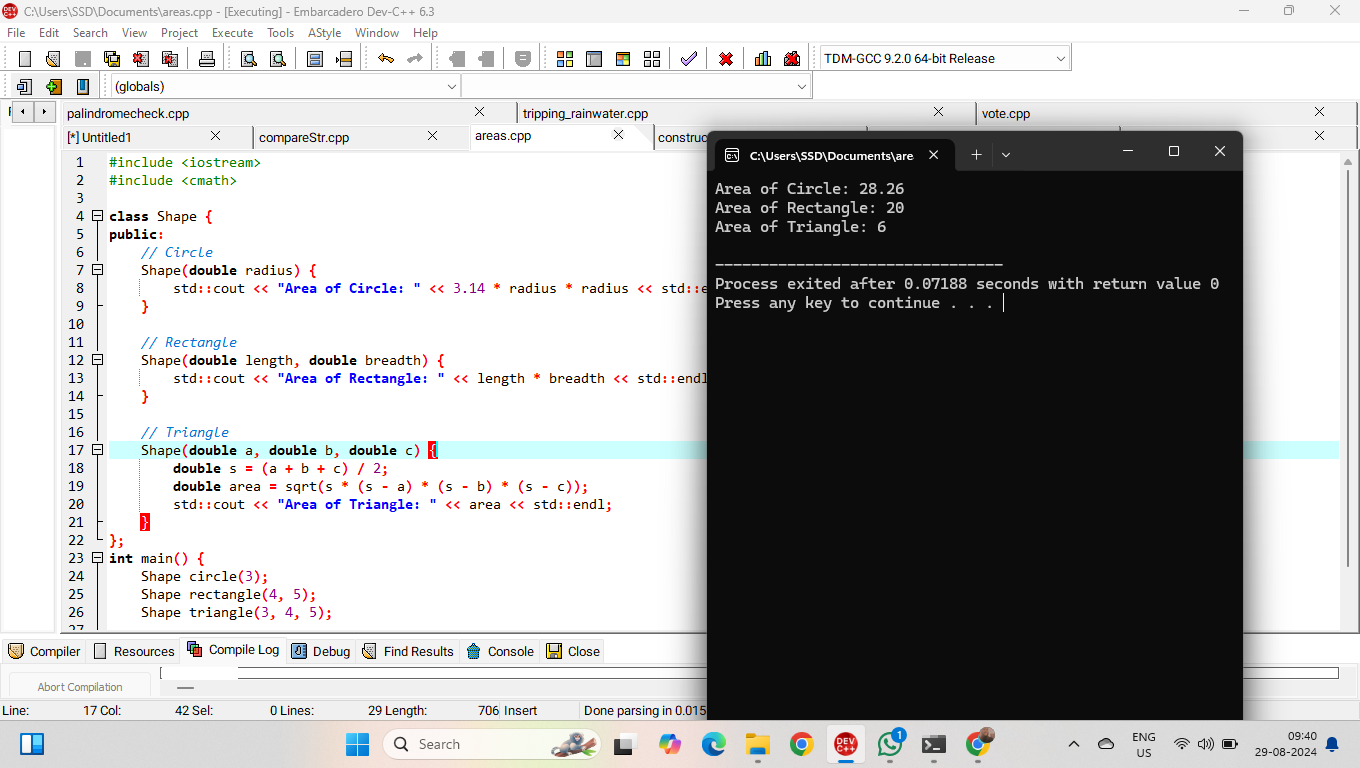 C:\Users\SSD\Documents\areas.cpp - [Executing] - Embarcadero Dev-C++ 6.3
File Edit Search View Project Execute Tools AStyle Window Help
TDM-GCC 9.2.0 64-bit Release
(globals)
palindromecheck.cpp tripping_rainwater.cpp vote.cpp
[*] Untitled1 compareStr.cpp areas.cpp construc
1 #include <iostream>
2 #include <cmath>
3
4 class Shape {
5 public:
6 // Circle
7 Shape(double radius) {
8 std::cout << "Area of Circle: " << 3.14 * radius * radius << std::e
9 }
10
11 // Rectangle
12 Shape(double length, double breadth) {
13 std::cout << "Area of Rectangle: " << length * breadth << std::endl
14 }
15
16 // Triangle
17 Shape(double a, double b, double c) {
18 double s = (a + b + c) / 2;
19 double area = sqrt(s * (s - a) * (s - b) * (s - c));
20 std::cout << "Area of Triangle: " << area << std::endl;
21 }
22 };
23 int main() {
24 Shape circle(3);
25 Shape rectangle(4, 5);
26 Shape triangle(3, 4, 5);
27
C:\Users\SSD\Documents\are
Area of Circle: 28.26
Area of Rectangle: 20
Area of Triangle: 6
--------------------------------
Process exited after 0.07188 seconds with return value 0
Press any key to continue . . .
Compiler Resources Compile Log Debug Find Results Console Close
Abort Compilation
Line: 17 Col: 42 Sel: 0 Lines: 29 Length: 706 Insert Done parsing in 0.015
Search
DEV C++
1
ENG
US
09:40
29-08-2024